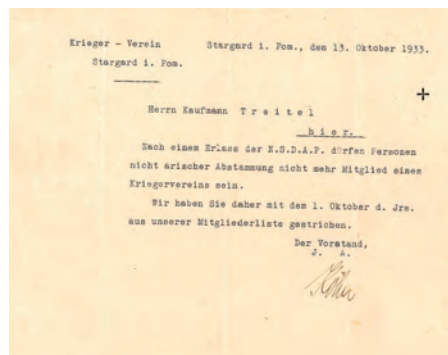 Krieger - Verein Stargard i. Pom., den 13. Oktober 1933.
Stargard i. Pom.
Herrn Kaufmann T r e i t e l
h i e r.
Nach einem Erlass der N.S.D.A.P. dürfen Personen
nicht arischer Abstammung nicht mehr Mitglied eines
Kriegervereins sein.
Wir haben Sie daher mit dem 1. Oktober d. Jrs.
aus unserer Mitgliederliste gestrichen.
Der Vorstand,
J. A.